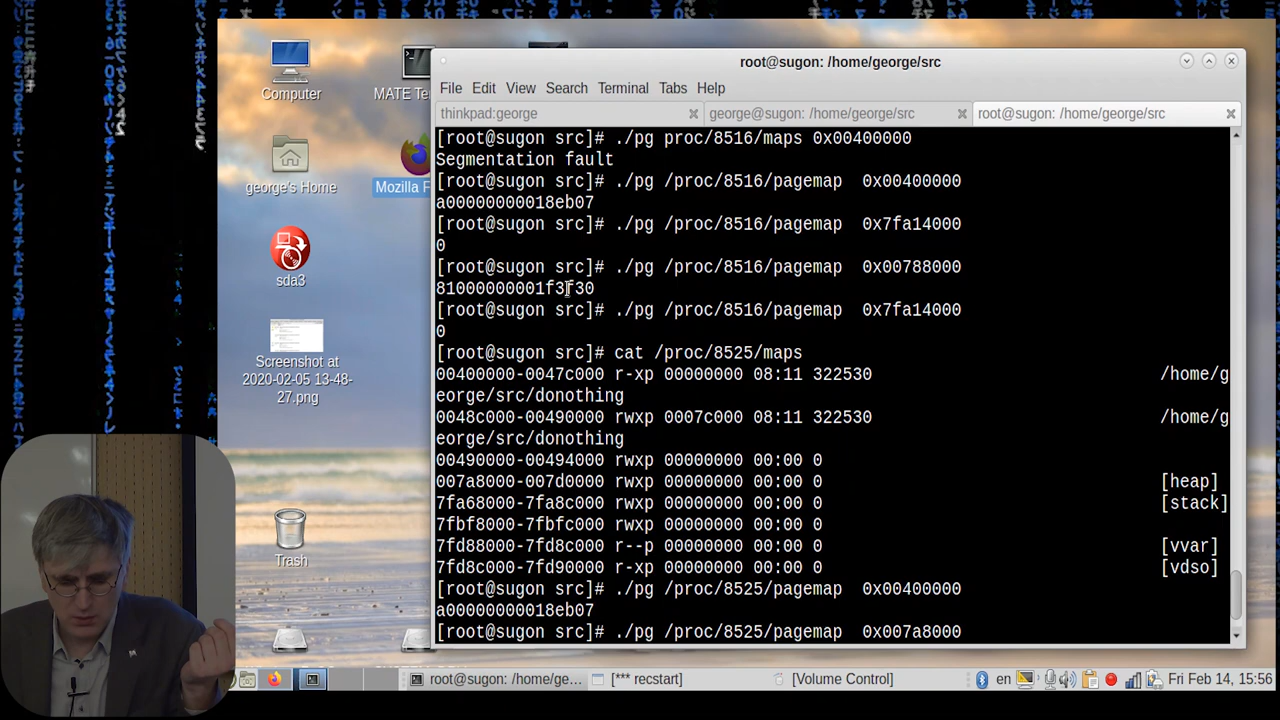 Computer
MATE Te
george's Home
Mozilla F
sda3
Screenshot at
2020-02-05 13-48-
27.png
Trash
root@sugon: /home/george/src
File Edit View Search Terminal Tabs Help
thinkpad:george
george@sugon: /home/george/src
root@sugon: /home/george/src
[root@sugon src]# ./pg proc/8516/maps 0x00400000
Segmentation fault
[root@sugon src]# ./pg /proc/8516/pagemap  0x00400000
a00000000018eb07
[root@sugon src]# ./pg /proc/8516/pagemap  0x7fa14000
0
[root@sugon src]# ./pg /proc/8516/pagemap  0x00788000
81000000001f3f30
[root@sugon src]# ./pg /proc/8516/pagemap  0x7fa14000
0
[root@sugon src]# cat /proc/8525/maps
00400000-0047c000 r-xp 00000000 08:11 322530 /home/g
eorge/src/donothing
0048c000-00490000 rwxp 0007c000 08:11 322530 /home/g
eorge/src/donothing
00490000-00494000 rwxp 00000000 00:00 0
007a8000-007d0000 rwxp 00000000 00:00 0 [heap]
7fa68000-7fa8c000 rwxp 00000000 00:00 0 [stack]
7fbf8000-7fbfc000 rwxp 00000000 00:00 0
7fd88000-7fd8c000 r--p 00000000 00:00 0 [vvar]
7fd8c000-7fd90000 r-xp 00000000 00:00 0 [vdso]
[root@sugon src]# ./pg /proc/8525/pagemap  0x00400000
a00000000018eb07
[root@sugon src]# ./pg /proc/8525/pagemap  0x007a8000
root@sugon: /home/ge...
[*** recstart]
[Volume Control]
en
Fri Feb 14, 15:56